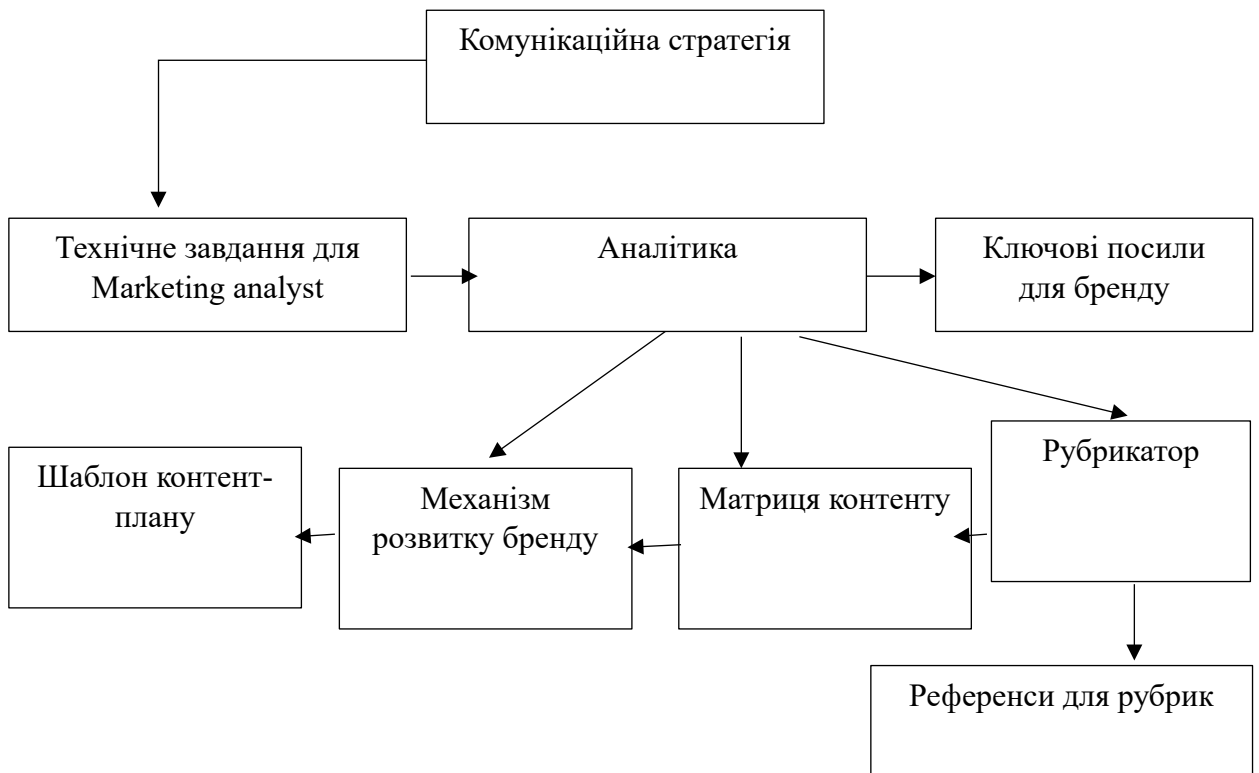 Комунікаційна стратегія
Технічне завдання для
Marketing analyst
Аналітика
Ключові посили
для бренду
Шаблон контент-
плану
Механізм
розвитку бренду
Матриця контенту
Рубрикатор
Референси для рубрик